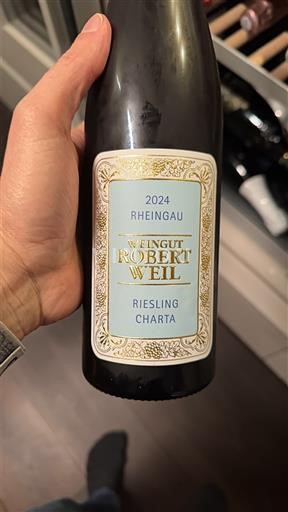 2024
RHEINGAU
WEINGUT
ROBERT
WEIL
RIESLING
CHARTA